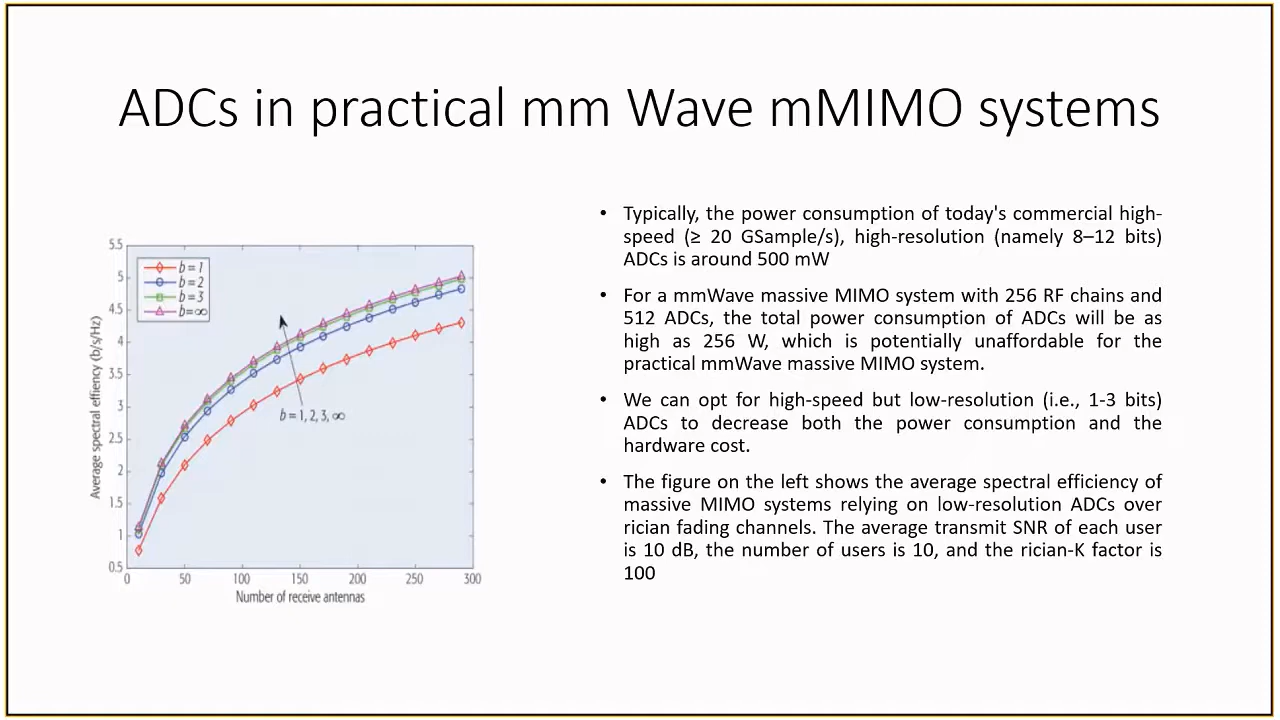 ADCs in practical mm Wave mMIMO systems
5.5
5
4.5
4
3.5
3
2.5
2
1.5
1
0.5
b = 1
b = 2
b = 3
b = ∞
b = 1, 2, 3, ∞
Average spectral effiency (b/s/Hz)
0 50 100 150 200 250 300
Number of receive antennas
• Typically, the power consumption of today's commercial high-
speed (≥ 20 GSample/s), high-resolution (namely 8–12 bits)
ADCs is around 500 mW
• For a mmWave massive MIMO system with 256 RF chains and
512 ADCs, the total power consumption of ADCs will be as
high as 256 W, which is potentially unaffordable for the
practical mmWave massive MIMO system.
• We can opt for high-speed but low-resolution (i.e., 1-3 bits)
ADCs to decrease both the power consumption and the
hardware cost.
• The figure on the left shows the average spectral efficiency of
massive MIMO systems relying on low-resolution ADCs over
rician fading channels. The average transmit SNR of each user
is 10 dB, the number of users is 10, and the rician-K factor is
100